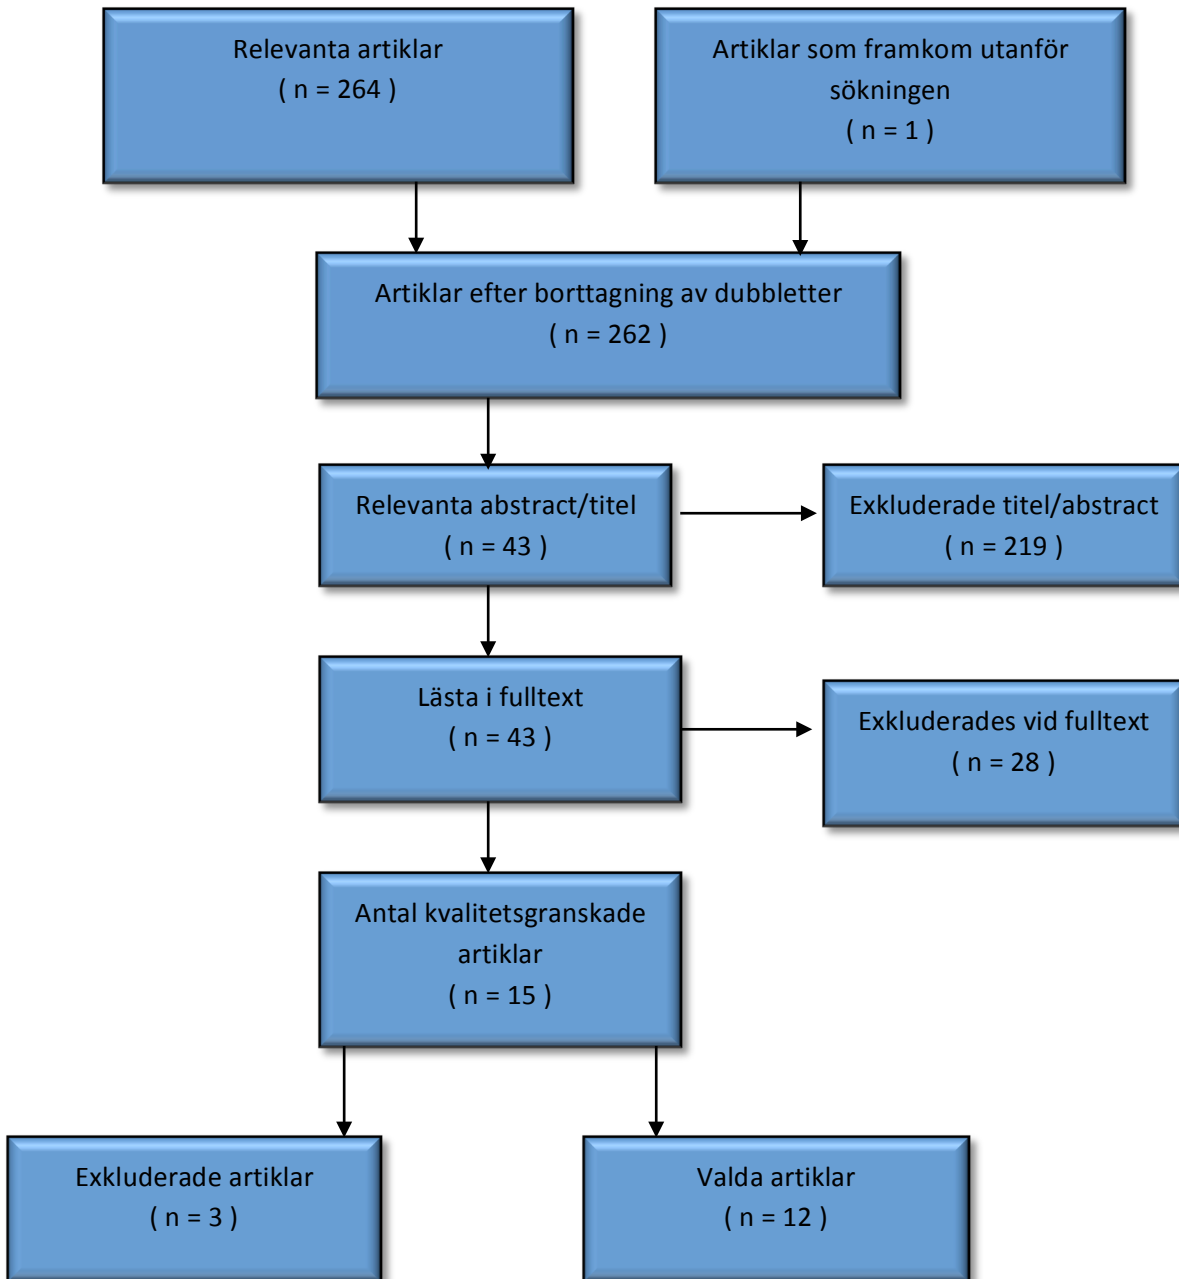 Relevanta artiklar
( n = 264 )
Artiklar som framkom utanför
sökningen
( n = 1 )
Artiklar efter borttagning av dubbletter
( n = 262 )
Relevanta abstract/titel
( n = 43 )
Exkluderade titel/abstract
( n = 219 )
Lästa i fulltext
( n = 43 )
Exkluderades vid fulltext
( n = 28 )
Antal kvalitetsgranskade
artiklar
( n = 15 )
Exkluderade artiklar
( n = 3 )
Valda artiklar
( n = 12 )